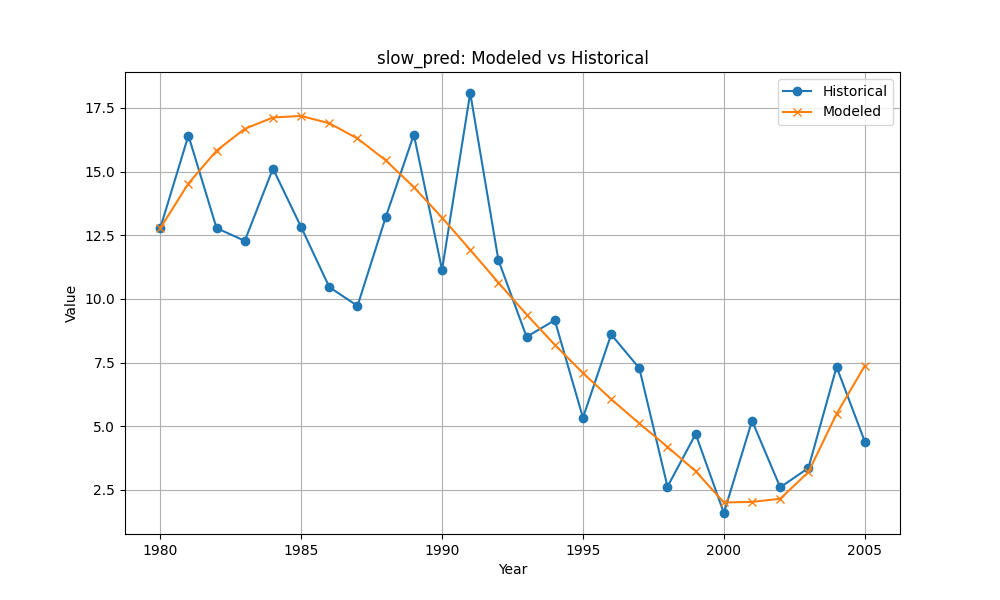 slow_pred: Modeled vs Historical
Historical
Modeled
Value
17.5
15.0
12.5
10.0
7.5
5.0
2.5
1980 1985 1990 1995 2000 2005
Year